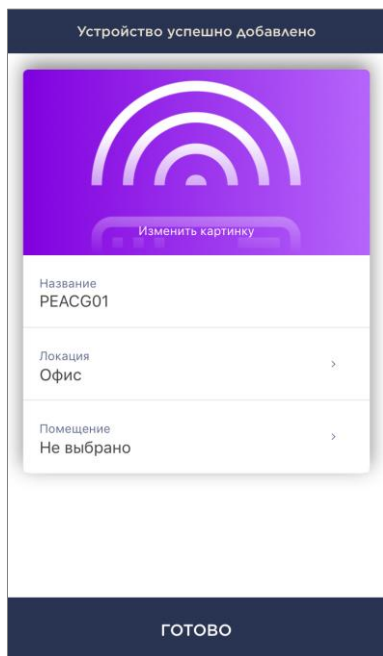 Устройство успешно добавлено
Изменить картинку
Название
PEACG01
Локация
Офис
Помещение
Не выбрано
ГОТОВО